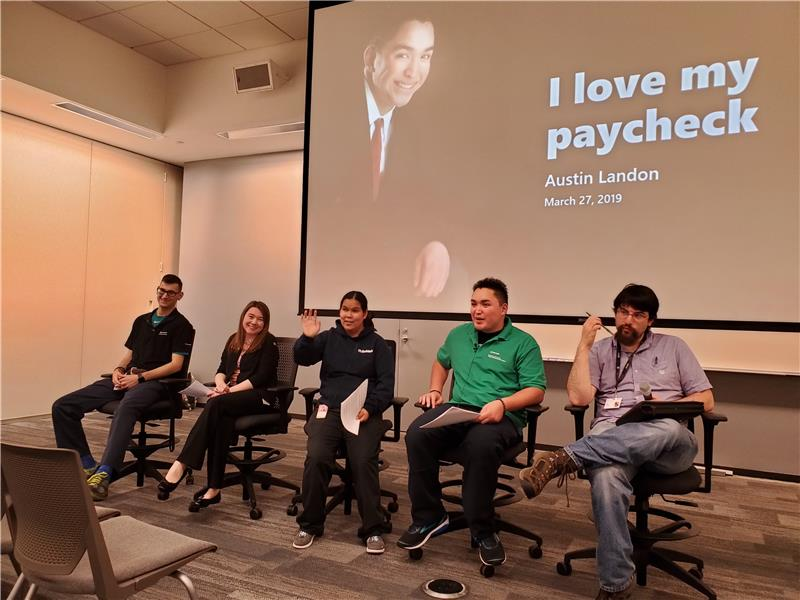 I love my
paycheck
Austin Landon
March 27, 2019